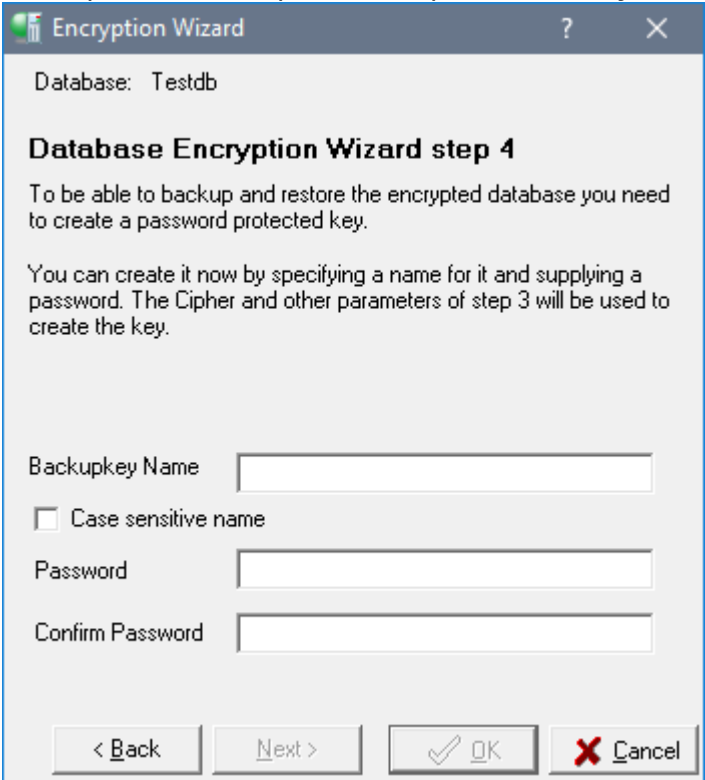 Encryption Wizard ? ✕
Database: Testdb
Database Encryption Wizard step 4
To be able to backup and restore the encrypted database you need
to create a password protected key.
You can create it now by specifying a name for it and supplying a
password. The Cipher and other parameters of step 3 will be used to
create the key.
Backupkey Name
Case sensitive name
Password
Confirm Password
< Back Next > OK Cancel